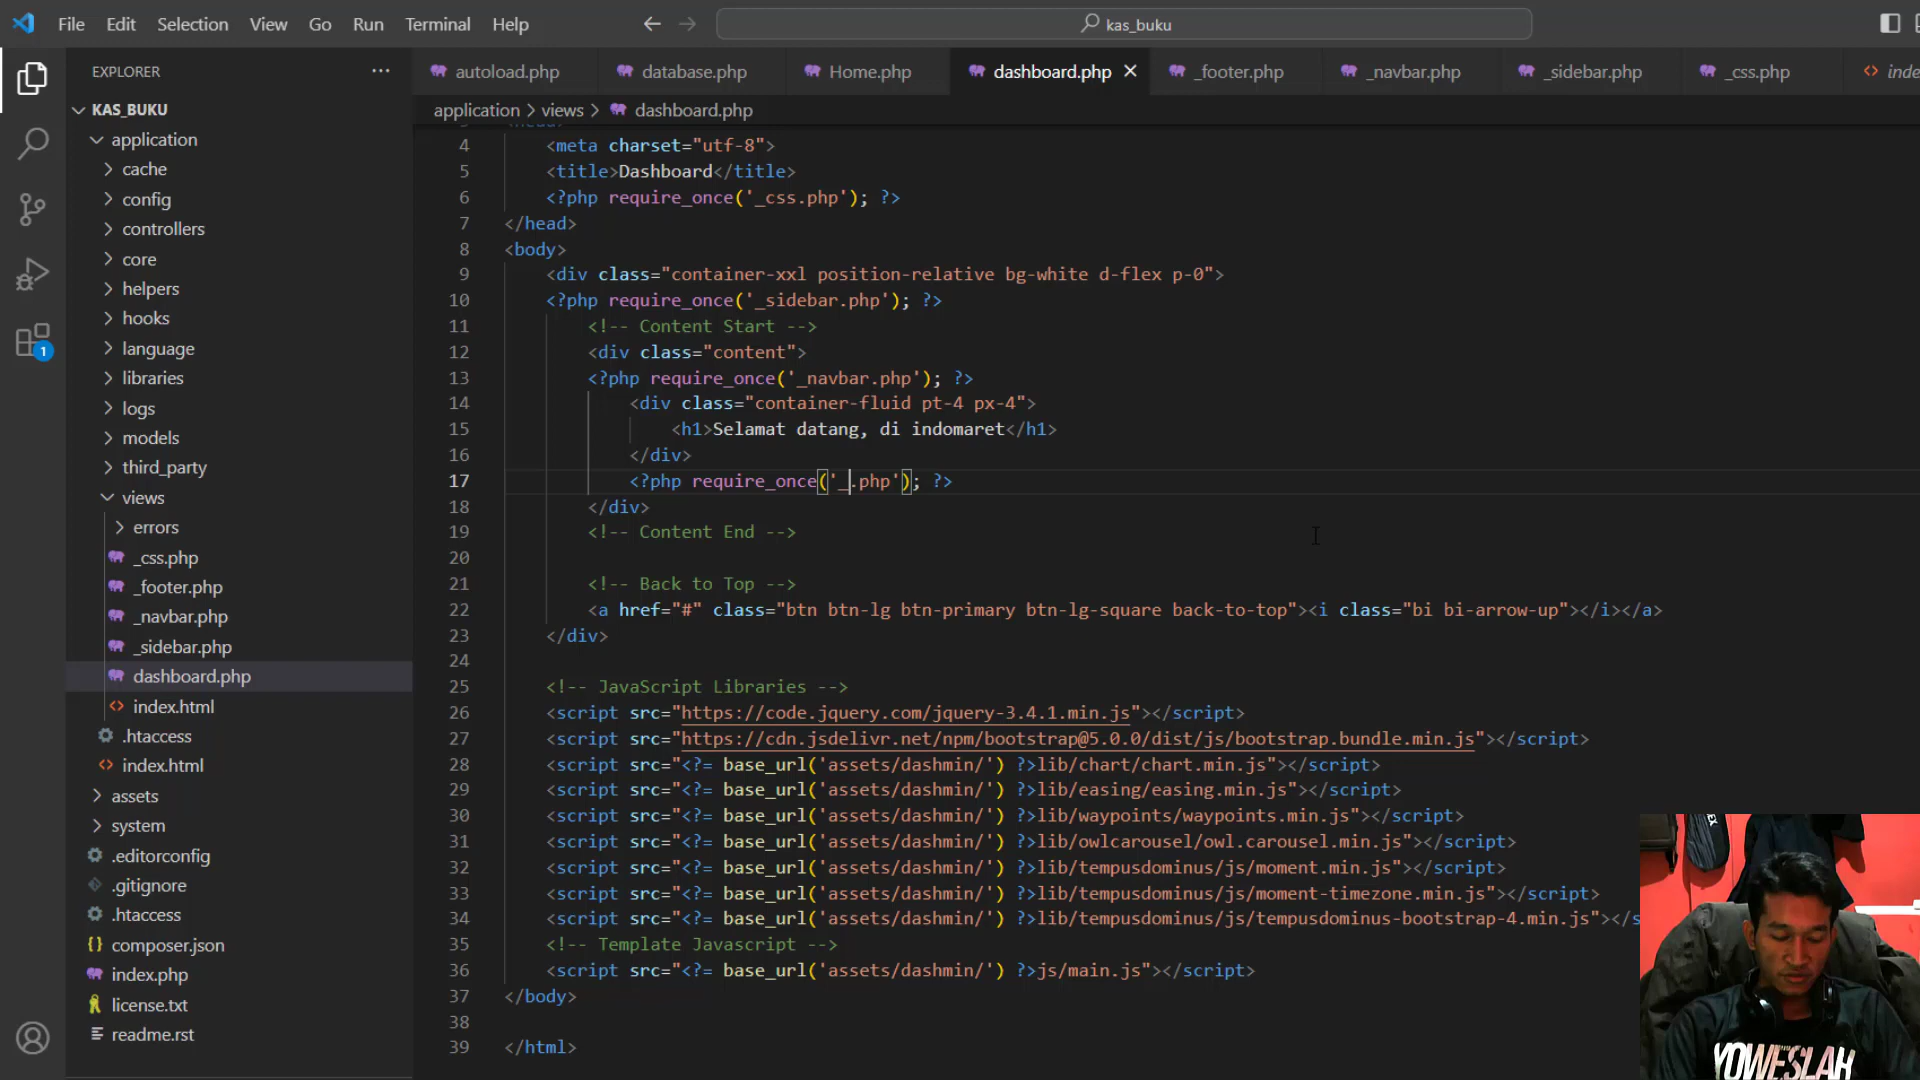 File Edit Selection View Go Run Terminal Help
kas_buku
EXPLORER ···
autoload.php database.php Home.php dashboard.php _footer.php _navbar.php _sidebar.php _css.php
application > views > dashboard.php
KAS_BUKU
application
cache
config
controllers
core
helpers
hooks
language
libraries
logs
models
third_party
views
errors
_css.php
_footer.php
_navbar.php
_sidebar.php
dashboard.php
index.html
.htaccess
index.html
assets
system
.editorconfig
.gitignore
.htaccess
composer.json
index.php
license.txt
readme.rst
1
4 <meta charset="utf-8">
5 <title>Dashboard</title>
6 <?php require_once('_css.php'); ?>
7 </head>
8 <body>
9 <div class="container-xxl position-relative bg-white d-flex p-0">
10 <?php require_once('_sidebar.php'); ?>
11 <!-- Content Start -->
12 <div class="content">
13 <?php require_once('_navbar.php'); ?>
14 <div class="container-fluid pt-4 px-4">
15 <h1>Selamat datang, di indomaret</h1>
16 </div>
17 <?php require_once('_.php'); ?>
18 </div>
19 <!-- Content End -->
20
21 <!-- Back to Top -->
22 <a href="#" class="btn btn-lg btn-primary btn-lg-square back-to-top"><i class="bi bi-arrow-up"></i></a>
23 </div>
24
25 <!-- JavaScript Libraries -->
26 <script src="https://code.jquery.com/jquery-3.4.1.min.js"></script>
27 <script src="https://cdn.jsdelivr.net/npm/bootstrap@5.0.0/dist/js/bootstrap.bundle.min.js"></script>
28 <script src="<?= base_url('assets/dashmin/') ?>lib/chart/chart.min.js"></script>
29 <script src="<?= base_url('assets/dashmin/') ?>lib/easing/easing.min.js"></script>
30 <script src="<?= base_url('assets/dashmin/') ?>lib/waypoints/waypoints.min.js"></script>
31 <script src="<?= base_url('assets/dashmin/') ?>lib/owlcarousel/owl.carousel.min.js"></script>
32 <script src="<?= base_url('assets/dashmin/') ?>lib/tempusdominus/js/moment.min.js"></script>
33 <script src="<?= base_url('assets/dashmin/') ?>lib/tempusdominus/js/moment-timezone.min.js"></script>
34 <script src="<?= base_url('assets/dashmin/') ?>lib/tempusdominus/js/tempusdominus-bootstrap-4.min.js"></s
35 <!-- Template Javascript -->
36 <script src="<?= base_url('assets/dashmin/') ?>js/main.js"></script>
37 </body>
38
39 </html>
YOWESLAH